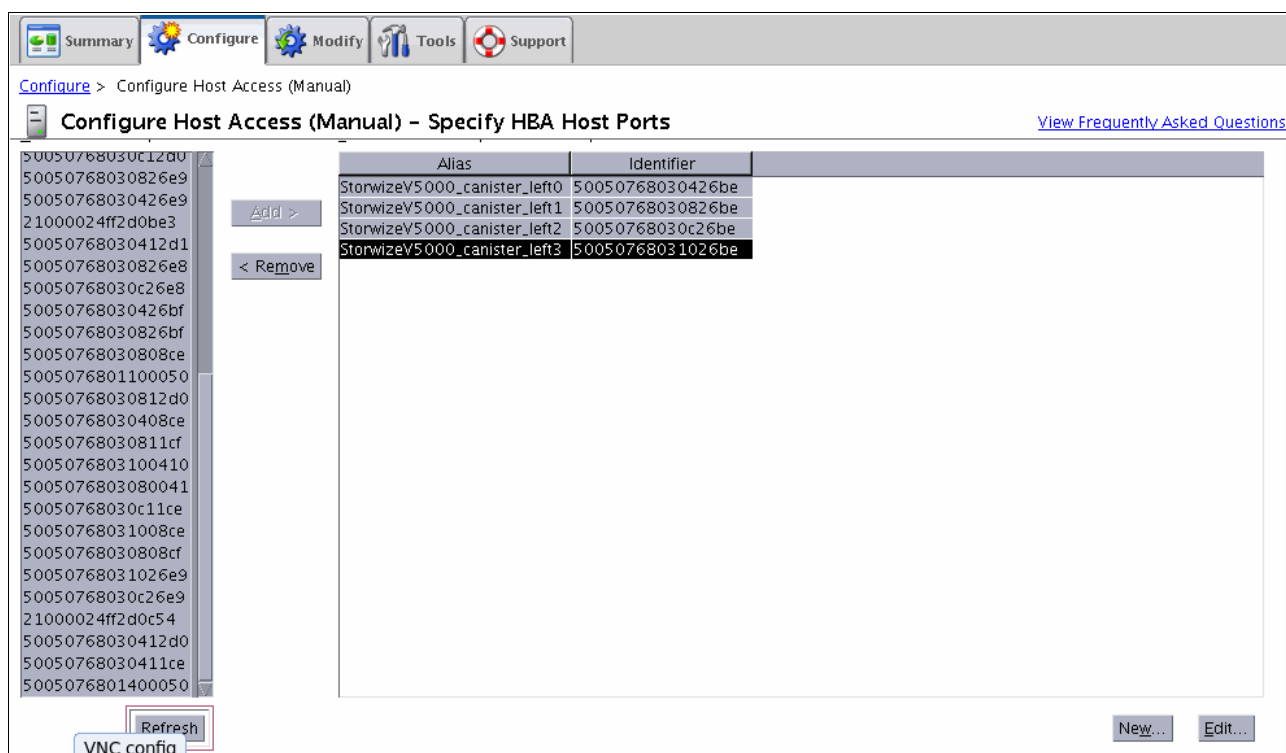 Summary Configure Modify Tools Support
Configure > Configure Host Access (Manual)
Configure Host Access (Manual) – Specify HBA Host Ports
View Frequently Asked Questions
50050768030c12d0
50050768030826e9
50050768030426e9
21000024ff2d0be3
50050768030412d1
50050768030826e8
50050768030c26e8
50050768030426bf
50050768030826bf
50050768030808ce
5005076801100050
50050768030812d0
50050768030408ce
50050768030811cf
5005076803100410
5005076803080041
50050768030c11ce
50050768031008ce
50050768030808cf
50050768031026e9
50050768030c26e9
21000024ff2d0c54
50050768030412d0
50050768030411ce
5005076801400050
Add >
< Remove
Alias Identifier
StorwizeV5000_canister_left0 50050768030426be
StorwizeV5000_canister_left1 50050768030826be
StorwizeV5000_canister_left2 50050768030c26be
StorwizeV5000_canister_left3 50050768031026be
Refresh
VNC config
New... Edit...